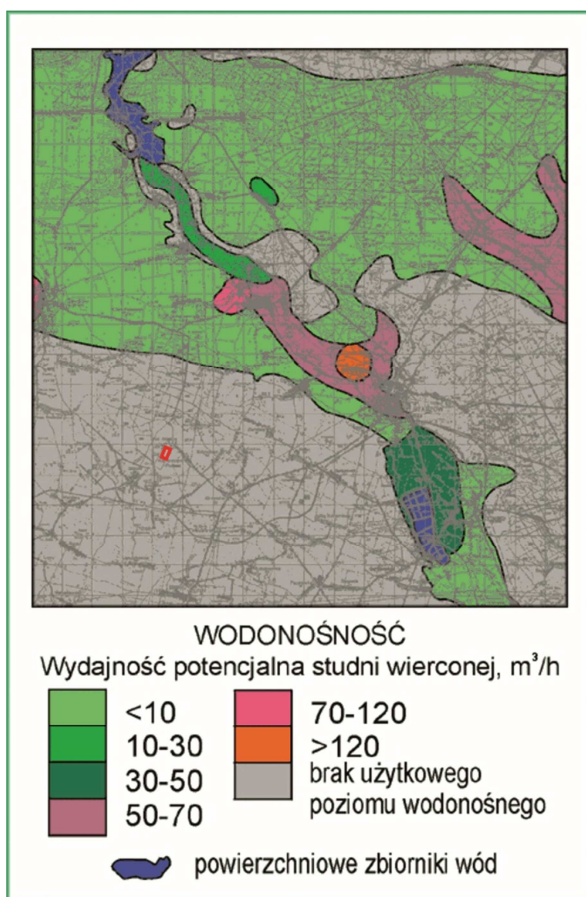 WODONOŚNOŚĆ
Wydajność potencjalna studni wierconej, m³/h
<10
10-30
30-50
50-70
70-120
>120
brak użytkowego
poziomu wodonośnego
powierzchniowe zbiorniki wód